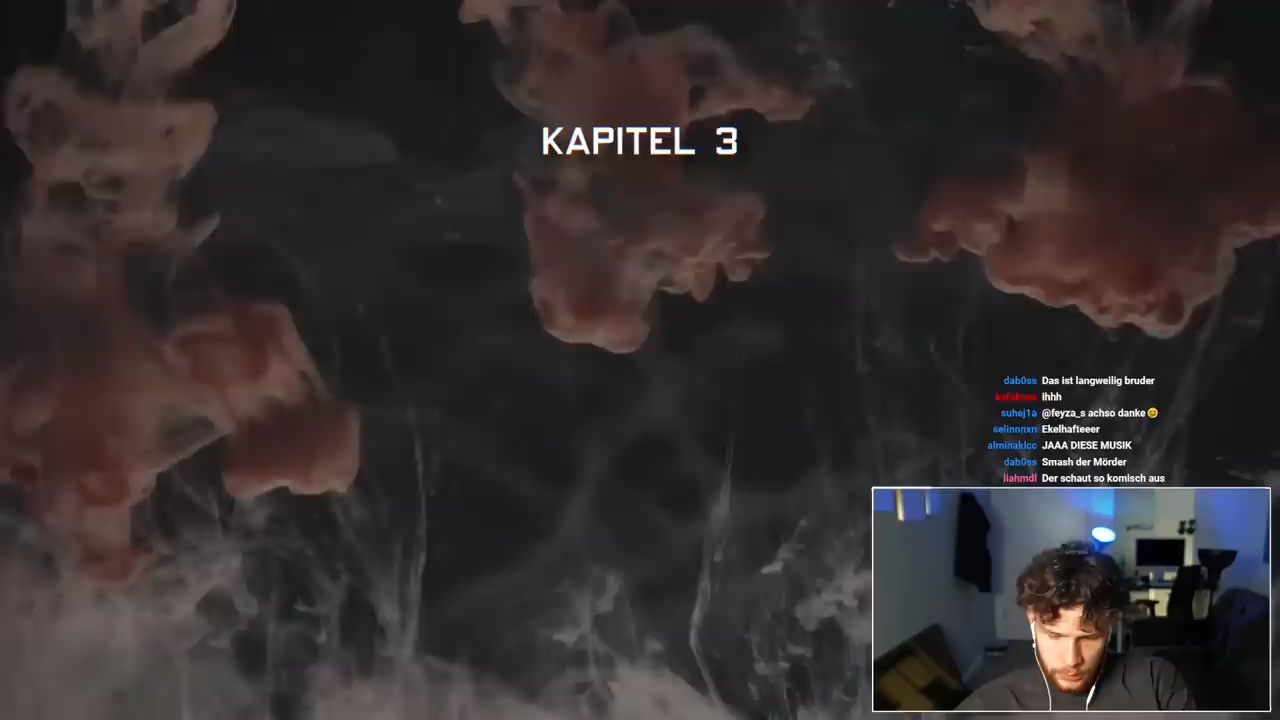 KAPITEL 3
dab0ss Das ist langweilig bruder
ihhh
suhej1a @feyza_s achso danke😊
selinnnxn Ekelhafteeer
alminaklcc JAAA DIESE MUSIK
dab0ss Smash der Mörder
liahmdl Der schaut so komisch aus